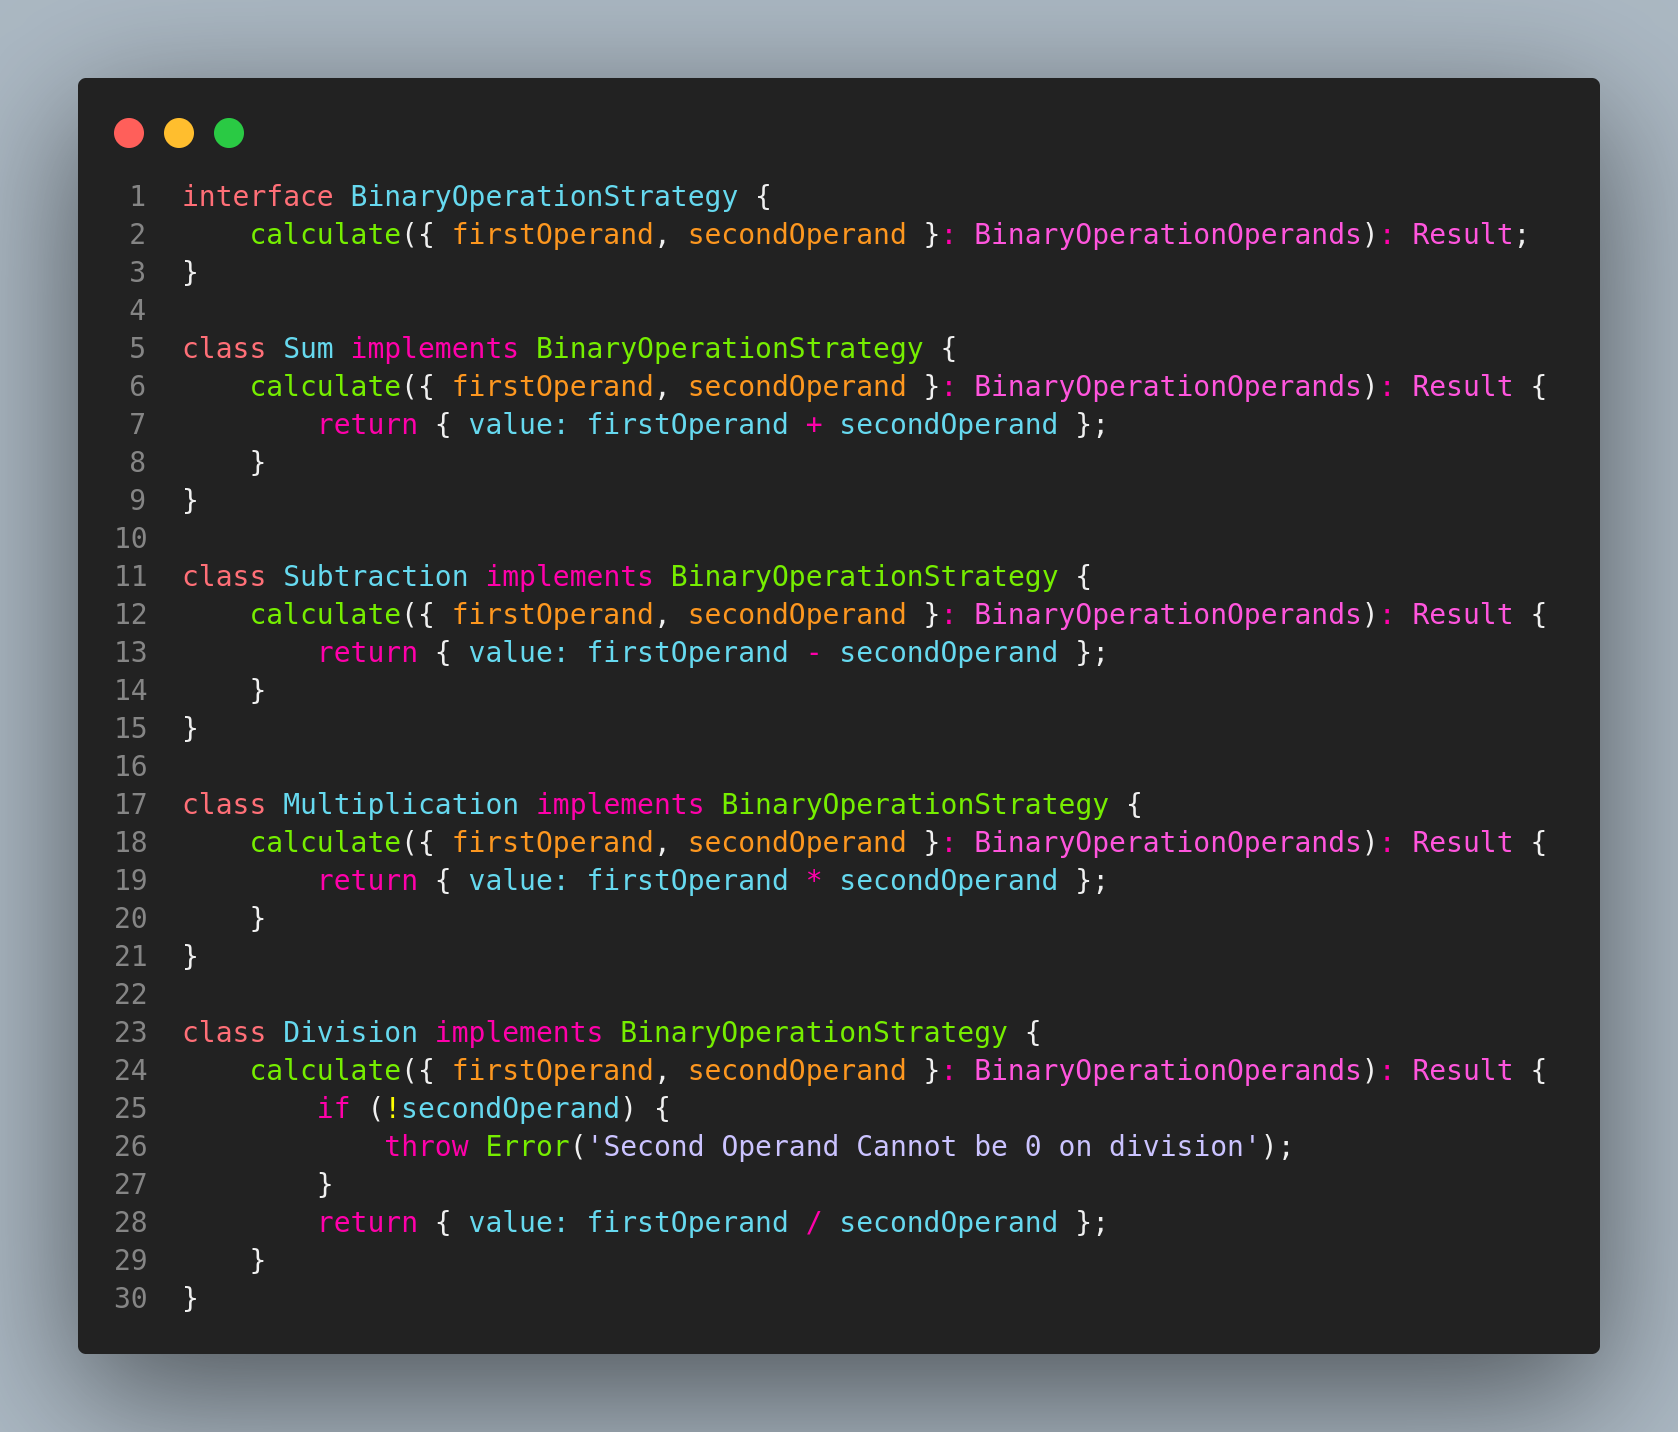 1 interface BinaryOperationStrategy {
2     calculate({ firstOperand, secondOperand }: BinaryOperationOperands): Result;
3 }
4
5 class Sum implements BinaryOperationStrategy {
6     calculate({ firstOperand, secondOperand }: BinaryOperationOperands): Result {
7         return { value: firstOperand + secondOperand };
8     }
9 }
10
11 class Subtraction implements BinaryOperationStrategy {
12     calculate({ firstOperand, secondOperand }: BinaryOperationOperands): Result {
13         return { value: firstOperand - secondOperand };
14     }
15 }
16
17 class Multiplication implements BinaryOperationStrategy {
18     calculate({ firstOperand, secondOperand }: BinaryOperationOperands): Result {
19         return { value: firstOperand * secondOperand };
20     }
21 }
22
23 class Division implements BinaryOperationStrategy {
24     calculate({ firstOperand, secondOperand }: BinaryOperationOperands): Result {
25         if (!secondOperand) {
26             throw Error('Second Operand Cannot be 0 on division');
27         }
28         return { value: firstOperand / secondOperand };
29     }
30 }